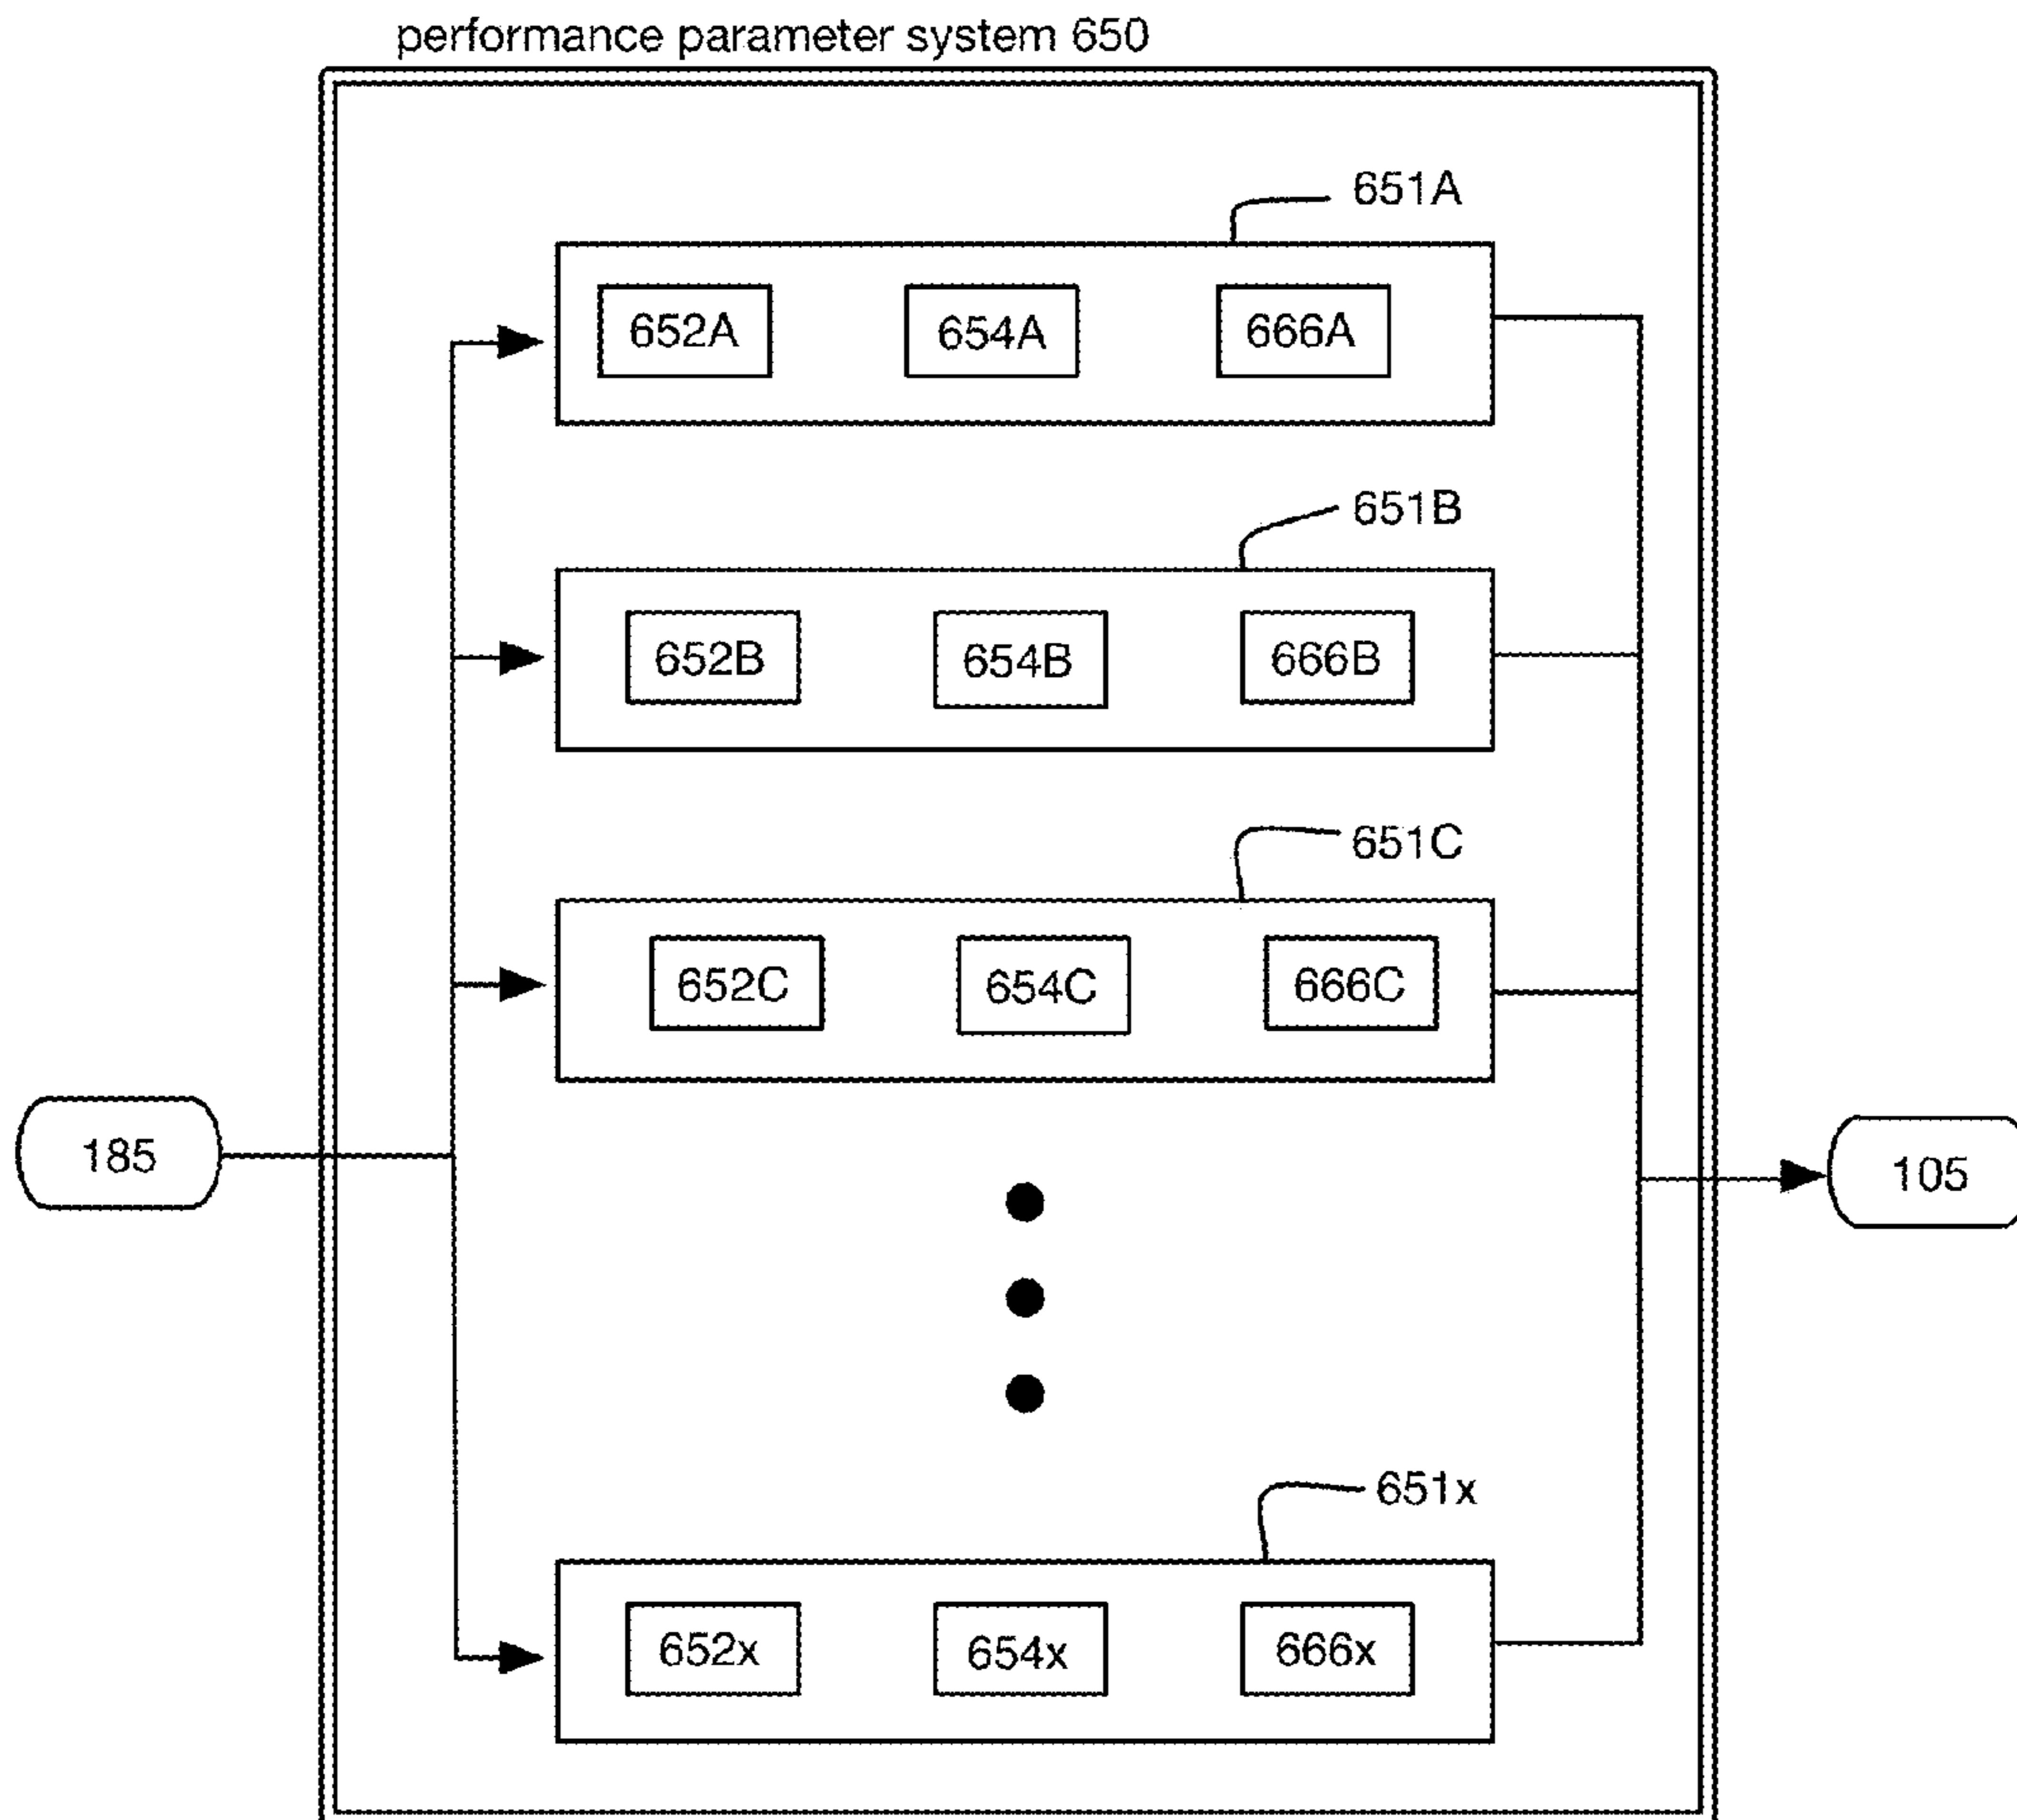 performance parameter system 650
651A
652A 654A 666A
651B
652B 654B 666B
651C
652C 654C 666C
185
105
651x
652x 654x 666x